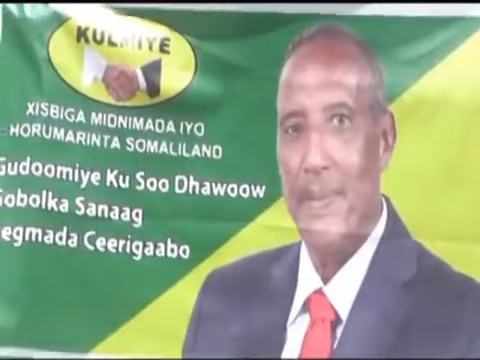 KULMIYE
XISBIGA MIDNIMADA IYO
HORUMARINTA SOMALILAND
Gudoomiye Ku Soo Dhawoow
Gobolka Sanaag
egmada Ceerigaabo